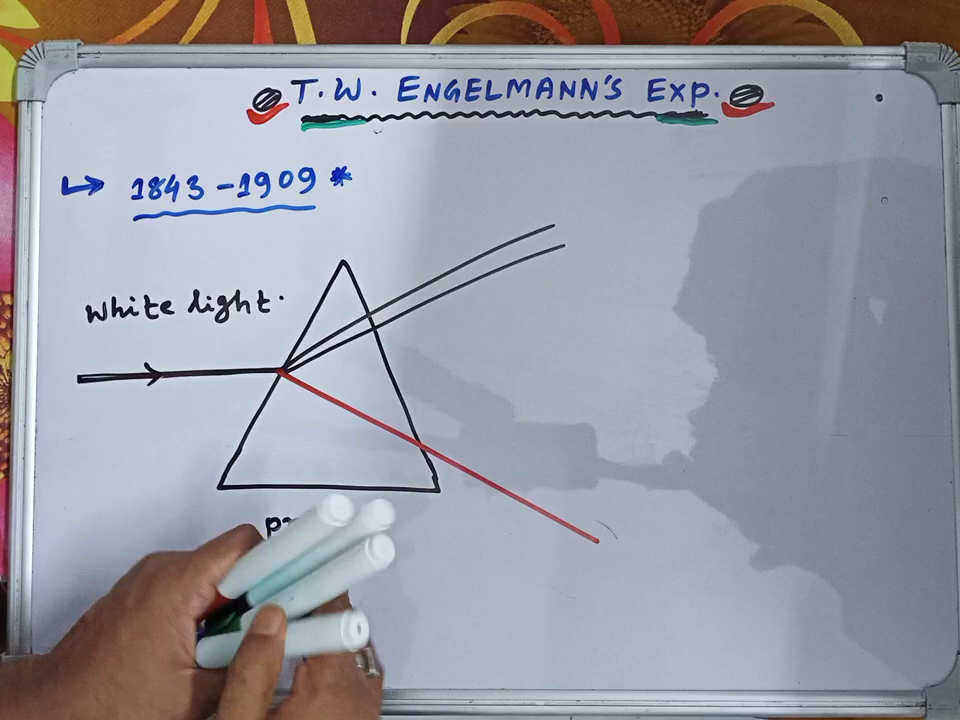 T. W. ENGELMANN'S EXP.
↳ 1843 - 1909 *
White light.